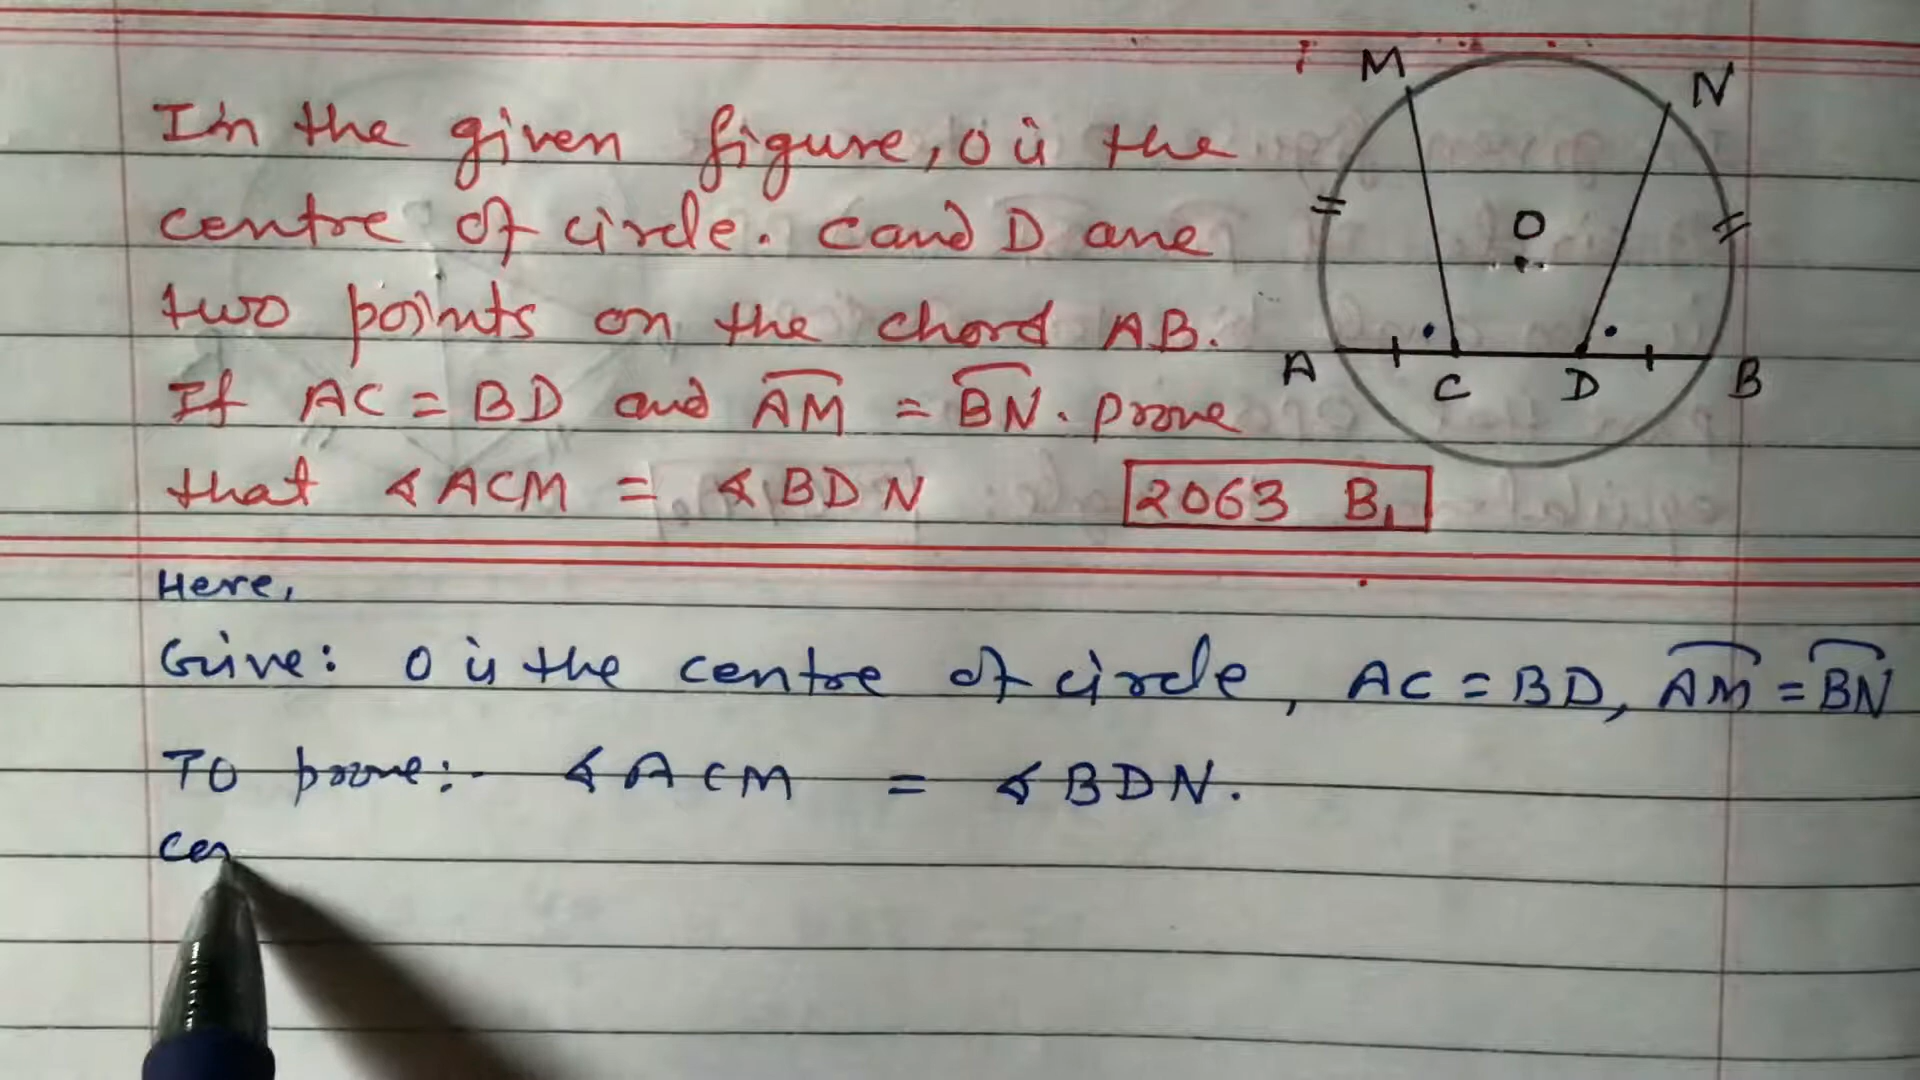 In the given figure, O is the
centre of circle. C and D are
two points on the chord AB.
If AC = BD and AM = BN. prove
that ∡ACM = ∡BDN
2063 B₁
M
N
O
A
C
D
B
Here,
Give: O is the centre of circle, AC = BD, AM = BN
To prove:- ∡ACM = ∡BDN.